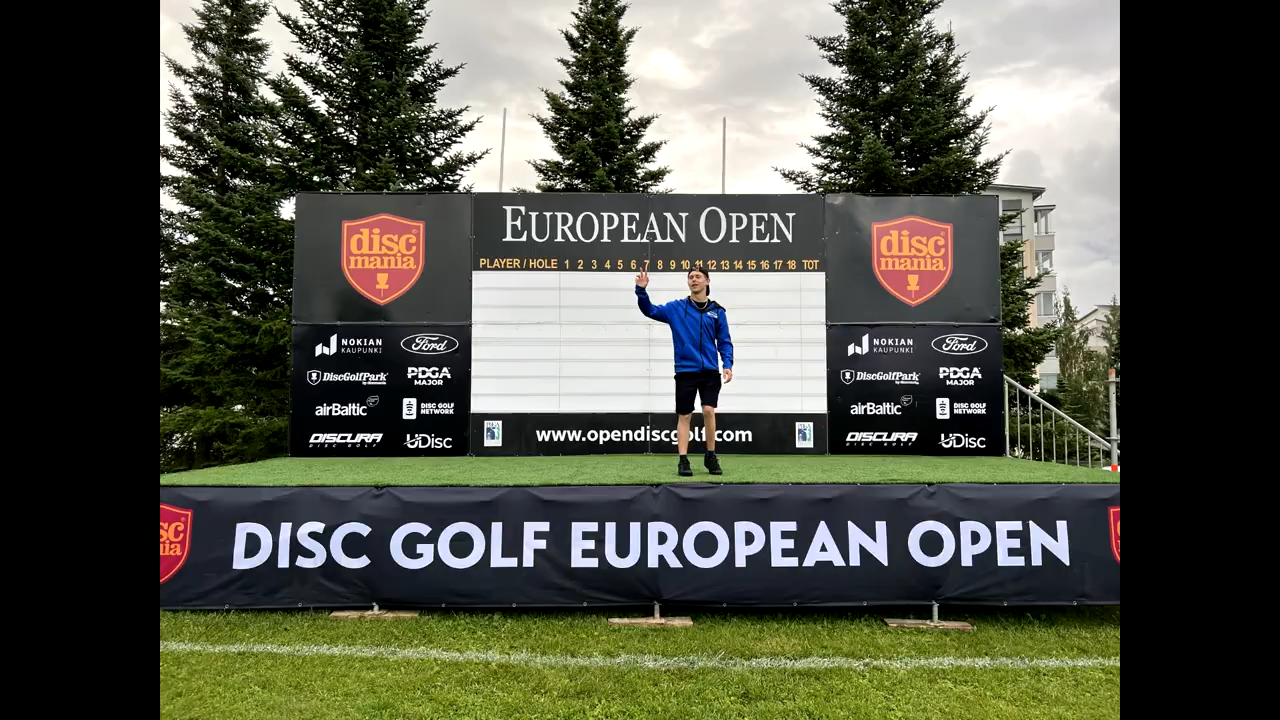 EUROPEAN OPEN
disc
mania
PLAYER / HOLE 1 2 3 4 5 6 7 8 9 10 11 12 13 14 15 16 17 18 TOT
disc
mania
NOKIAN
KAUPUNKI
Ford
DISCGOLFPARK
PDGA
MAJOR
airBaltic
DISC GOLF
NETWORK
DISCURA
DISC GOLF
UDisc
www.opendiscgolf.com
NOKIAN
KAUPUNKI
Ford
DISCGOLFPARK
PDGA
MAJOR
airBaltic
DISC GOLF
NETWORK
DISCURA
DISC GOLF
UDisc
DISC GOLF EUROPEAN OPEN